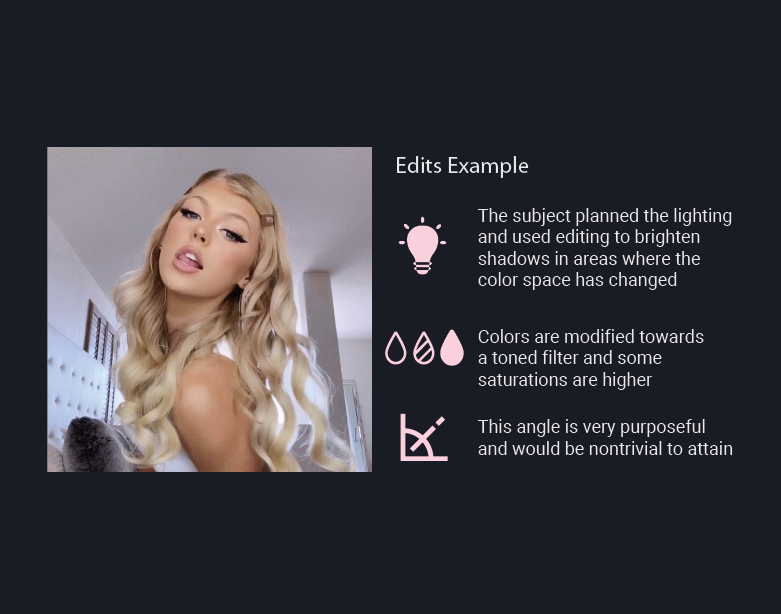 Edits Example
The subject planned the lighting
and used editing to brighten
shadows in areas where the
color space has changed
Colors are modified towards
a toned filter and some
saturations are higher
This angle is very purposeful
and would be nontrivial to attain